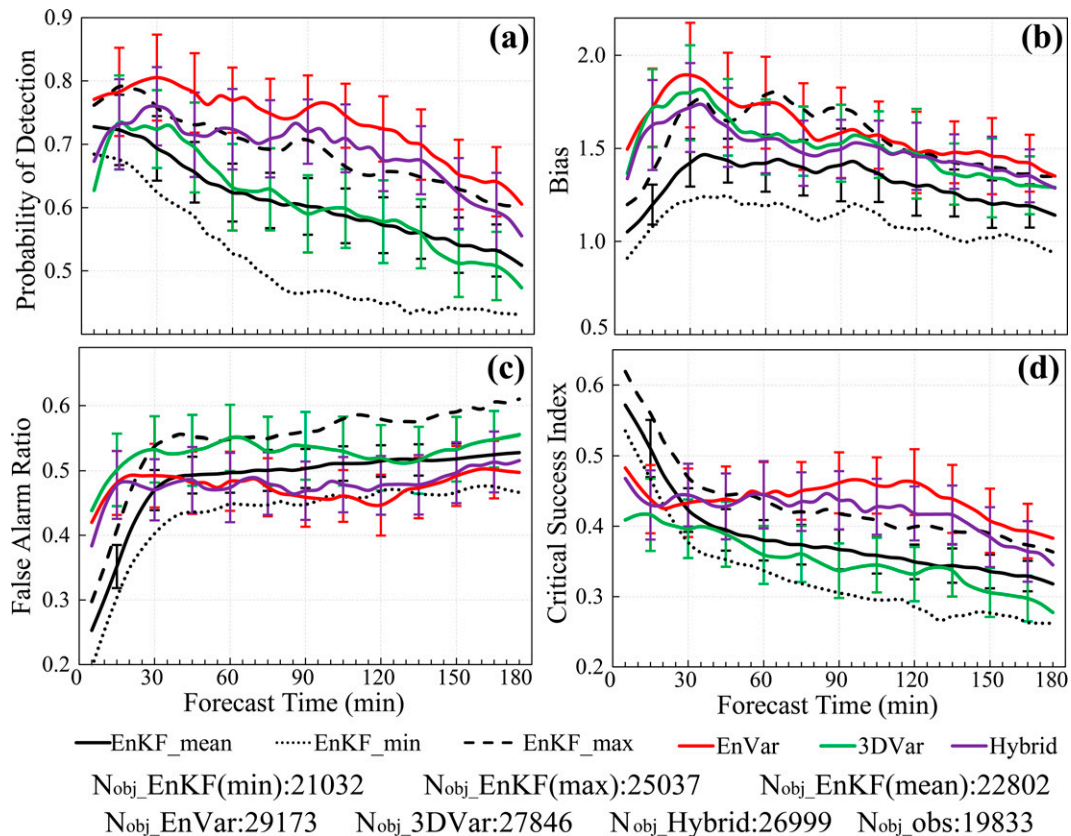 (a)
Probability of Detection
0.9
0.8
0.7
0.6
0.5
(b)
Bias
2.0
1.5
1.0
0.5
(c)
False Alarm Ratio
0.6
0.5
0.4
0.3
0.2
0 30 60 90 120 150 180
Forecast Time (min)
(d)
Critical Success Index
0.6
0.5
0.4
0.3
0.2
0 30 60 90 120 150 180
Forecast Time (min)
EnKF_mean EnKF_min EnKF_max EnVar 3DVar Hybrid
Nobj_EnKF(min):21032 Nobj_EnKF(max):25037 Nobj_EnKF(mean):22802
Nobj_EnVar:29173 Nobj_3DVar:27846 Nobj_Hybrid:26999 Nobj_obs:19833